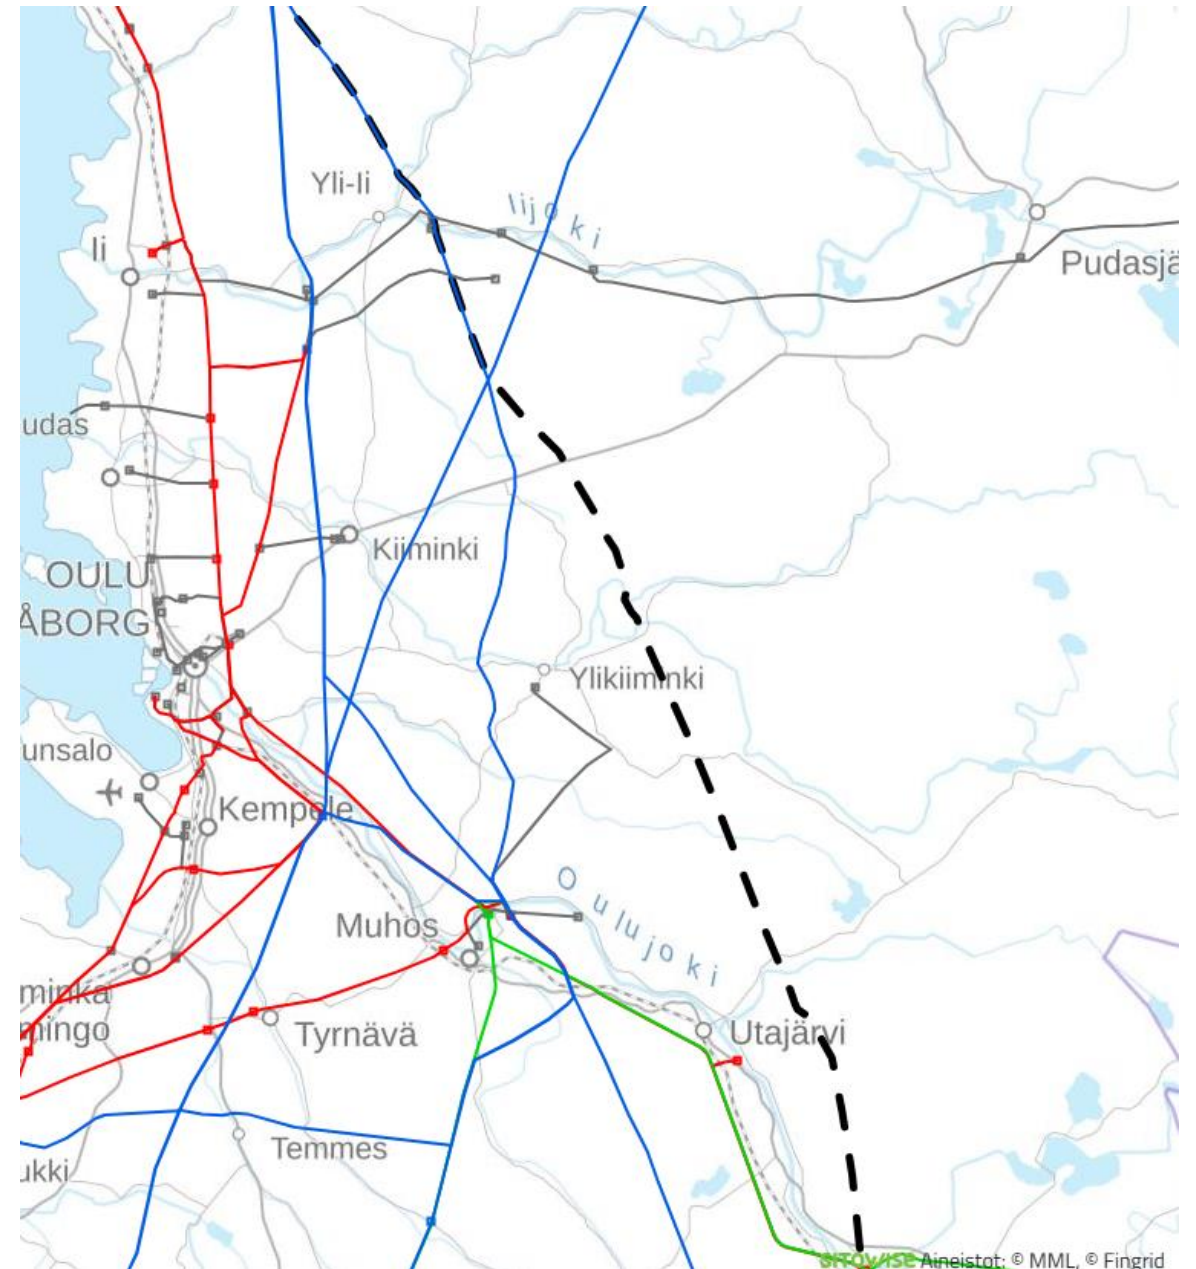 Yli-Ii
Iijoki
Ii
Pudasjä
udas
Kiiminki
OULU
ÅBORG
Ylikiiminki
unsalo
Kempele
Oulujoki
Muhos
minka
mingo
Tyrnävä
Utajärvi
Temmes
ukki
SITOWISE Aineistot: © MML, © Fingrid